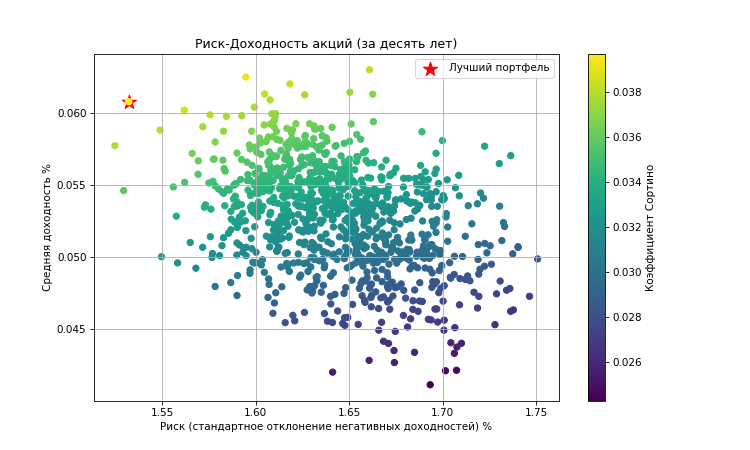 Риск-Доходность акций (за десять лет)
Лучший портфель
0.060
0.055
0.050
0.045
Средняя доходность %
1.55 1.60 1.65 1.70 1.75
Риск (стандартное отклонение негативных доходностей) %
0.038
0.036
0.034
0.032
0.030
0.028
0.026
Коэффициент Сортино